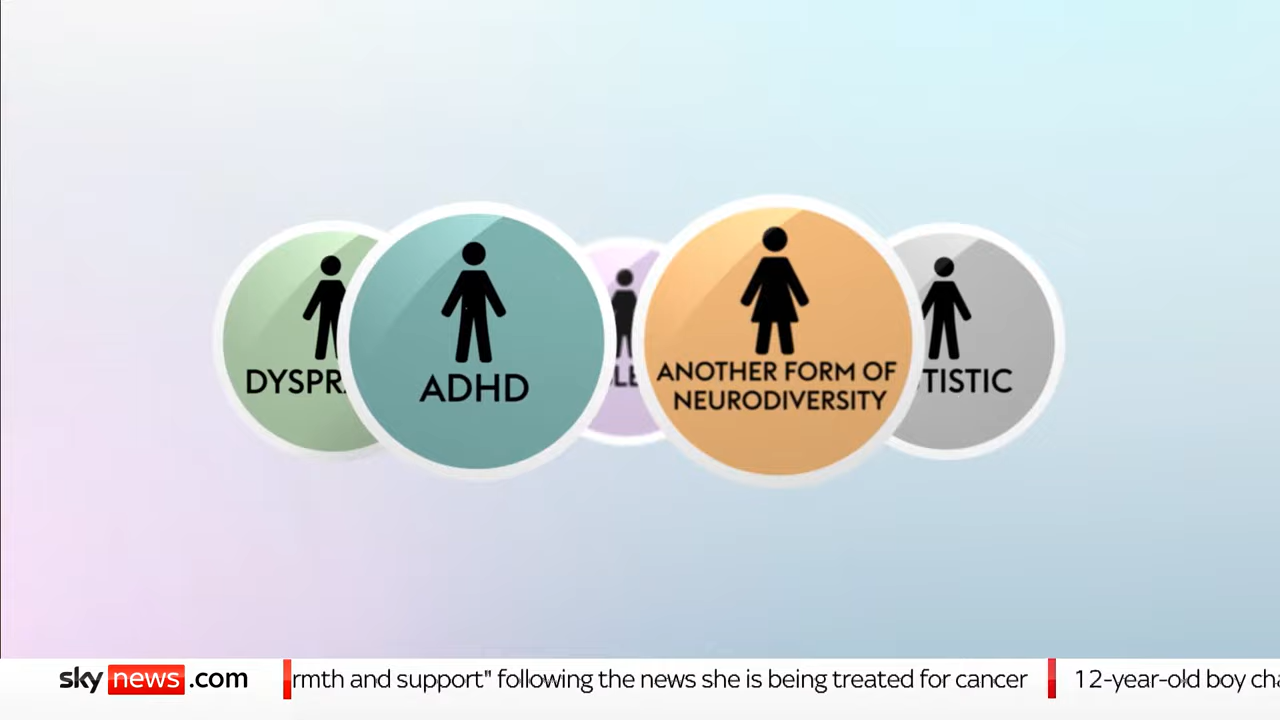 DYSPR
ADHD
LE
ANOTHER FORM OF
NEURODIVERSITY
TISTIC
sky news.com
rmth and support" following the news she is being treated for cancer
12-year-old boy cha